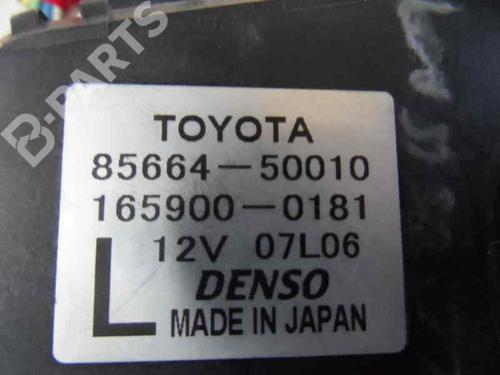 B-PARTS
TOYOTA
85664-50010
165900-0181
L 12V 07L06
DENSO
MADE IN JAPAN